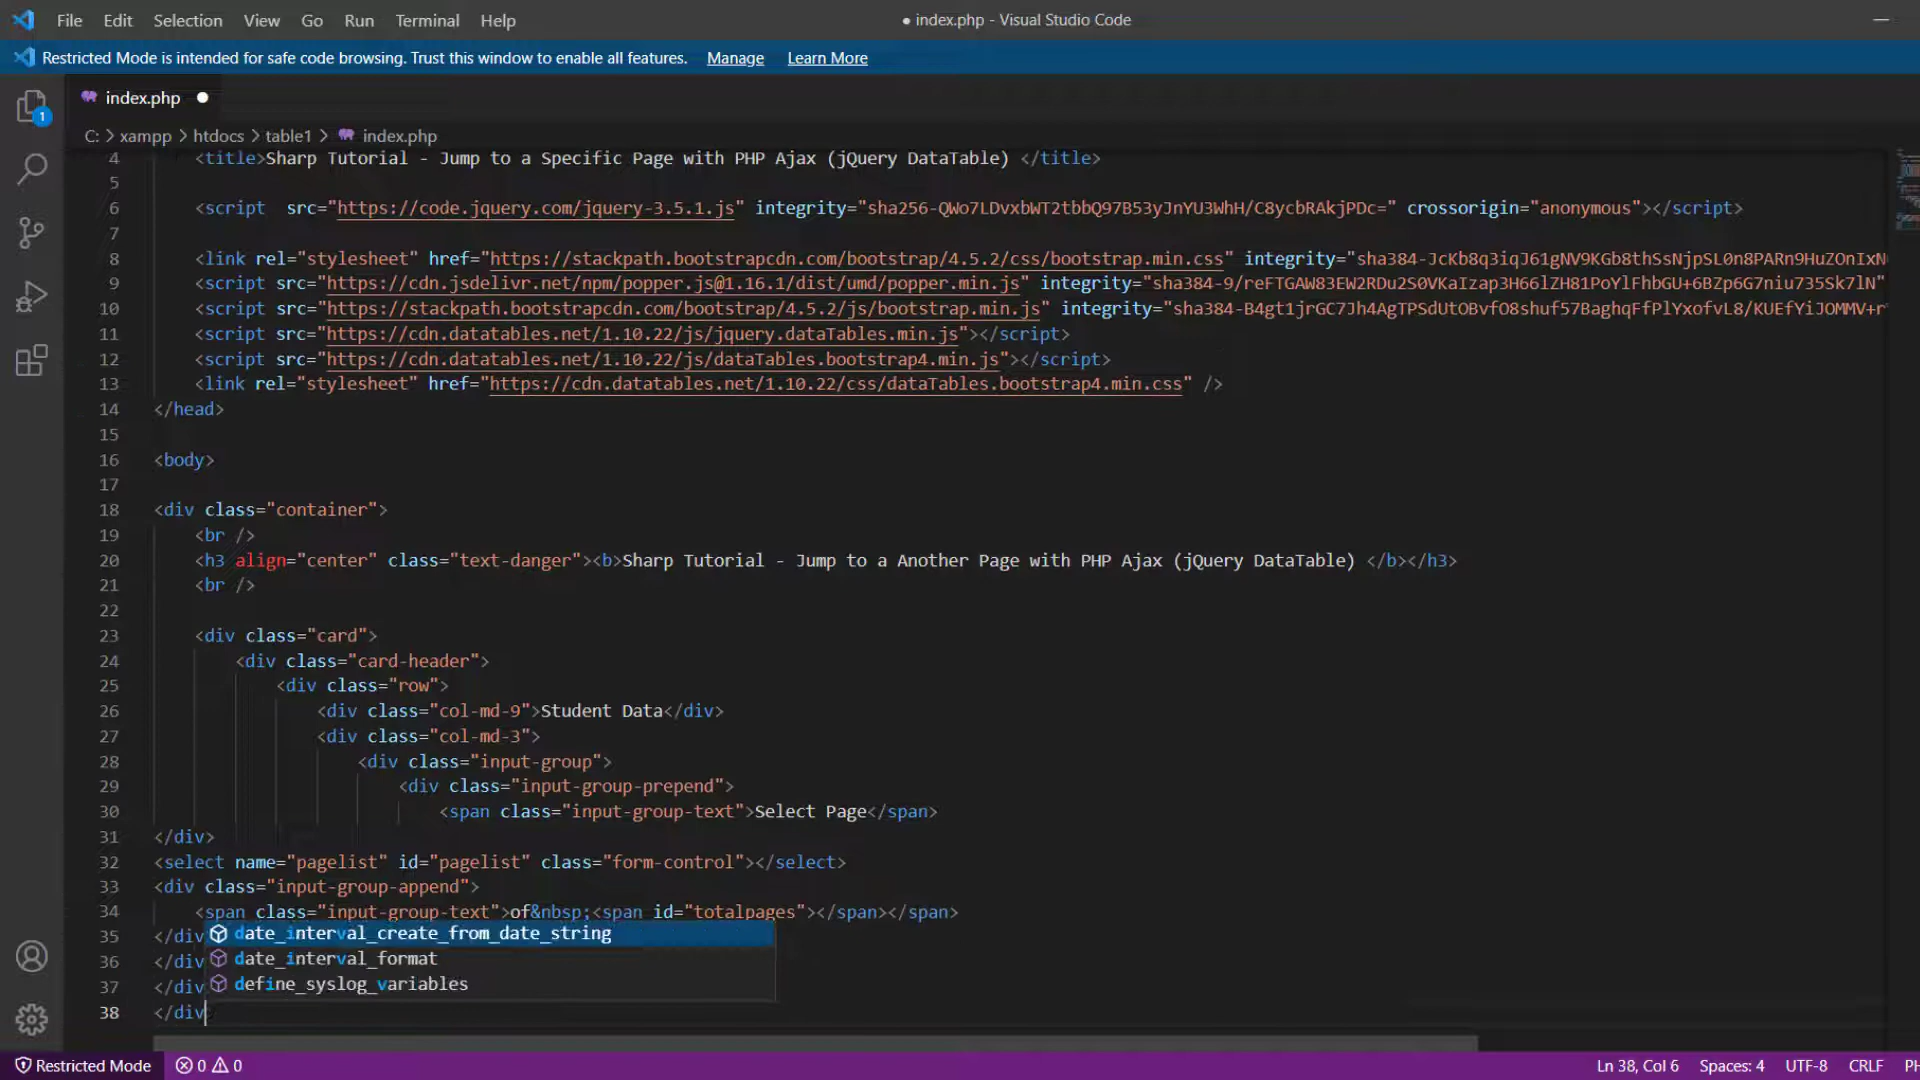 File Edit Selection View Go Run Terminal Help
● index.php - Visual Studio Code
Restricted Mode is intended for safe code browsing. Trust this window to enable all features. Manage Learn More
index.php
1
C: > xampp > htdocs > table1 > index.php
4 <title>Sharp Tutorial - Jump to a Specific Page with PHP Ajax (jQuery DataTable) </title>
5
6 <script  src="https://code.jquery.com/jquery-3.5.1.js" integrity="sha256-QWo7LDvxbWT2tbbQ97B53yJnYU3WhH/C8ycbRAkjPDc=" crossorigin="anonymous"></script>
7
8 <link rel="stylesheet" href="https://stackpath.bootstrapcdn.com/bootstrap/4.5.2/css/bootstrap.min.css" integrity="sha384-JcKb8q3iqJ61gNV9KGb8thSsNjpSL0n8PARn9HuZOnIxN
9 <script src="https://cdn.jsdelivr.net/npm/popper.js@1.16.1/dist/umd/popper.min.js" integrity="sha384-9/reFTGAW83EW2RDu2S0VKaIzap3H66lZH81PoYlFhbGU+6BZp6G7niu735Sk7lN"
10 <script src="https://stackpath.bootstrapcdn.com/bootstrap/4.5.2/js/bootstrap.min.js" integrity="sha384-B4gt1jrGC7Jh4AgTPSdUtOBvfO8shuf57BaghqFfPlYxofvL8/KUEfYiJOMMV+r
11 <script src="https://cdn.datatables.net/1.10.22/js/jquery.dataTables.min.js"></script>
12 <script src="https://cdn.datatables.net/1.10.22/js/dataTables.bootstrap4.min.js"></script>
13 <link rel="stylesheet" href="https://cdn.datatables.net/1.10.22/css/dataTables.bootstrap4.min.css" />
14 </head>
15
16 <body>
17
18 <div class="container">
19 <br />
20 <h3 align="center" class="text-danger"><b>Sharp Tutorial - Jump to a Another Page with PHP Ajax (jQuery DataTable) </b></h3>
21 <br />
22
23 <div class="card">
24 <div class="card-header">
25 <div class="row">
26 <div class="col-md-9">Student Data</div>
27 <div class="col-md-3">
28 <div class="input-group">
29 <div class="input-group-prepend">
30 <span class="input-group-text">Select Page</span>
31 </div>
32 <select name="pagelist" id="pagelist" class="form-control"></select>
33 <div class="input-group-append">
34 <span class="input-group-text">of&nbsp;<span id="totalpages"></span></span>
35 </div date_interval_create_from_date_string
36 </div date_interval_format
37 </div define_syslog_variables
38 </div
Restricted Mode 0 0 Ln 38, Col 6 Spaces: 4 UTF-8 CRLF PH